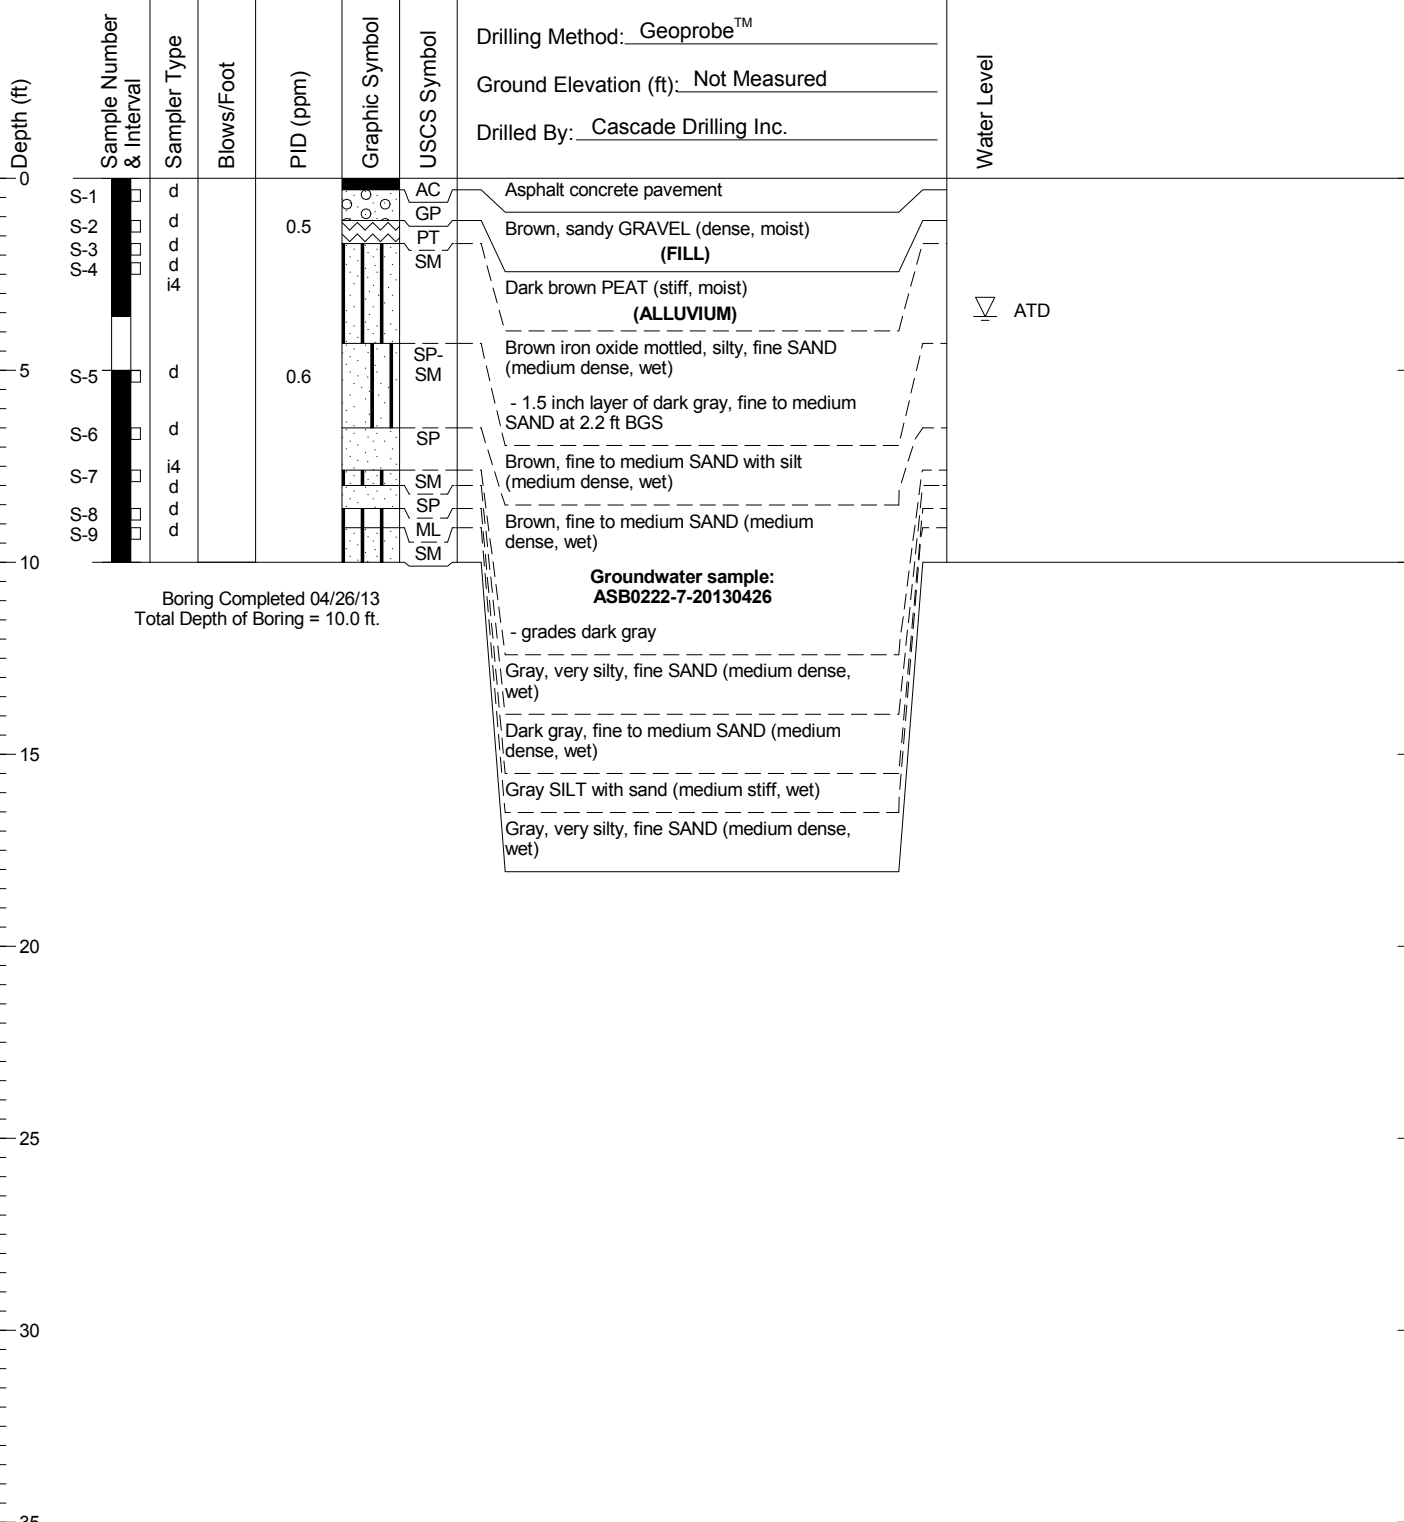 Depth (ft)
Sample Number
& Interval
Sampler Type
Blows/Foot
PID (ppm)
Graphic Symbol
USCS Symbol
Drilling Method: Geoprobe™
Ground Elevation (ft): Not Measured
Drilled By: Cascade Drilling Inc.
Water Level
0
S-1 d AC Asphalt concrete pavement
GP
S-2 d 0.5 Brown, sandy GRAVEL (dense, moist)
PT
S-3 d (FILL)
S-4 d SM
i4 Dark brown PEAT (stiff, moist)
(ALLUVIUM) ATD
Brown iron oxide mottled, silty, fine SAND
SP-
5 S-5 d 0.6 SM (medium dense, wet)
- 1.5 inch layer of dark gray, fine to medium
SAND at 2.2 ft BGS
S-6 d SP
i4 Brown, fine to medium SAND with silt
S-7 d SM (medium dense, wet)
SP
S-8 d Brown, fine to medium SAND (medium
S-9 d ML dense, wet)
SM
10
Groundwater sample:
ASB0222-7-20130426
Boring Completed 04/26/13
Total Depth of Boring = 10.0 ft.
- grades dark gray
Gray, very silty, fine SAND (medium dense,
wet)
Dark gray, fine to medium SAND (medium
dense, wet)
15
Gray SILT with sand (medium stiff, wet)
Gray, very silty, fine SAND (medium dense,
wet)
20
25
30
35